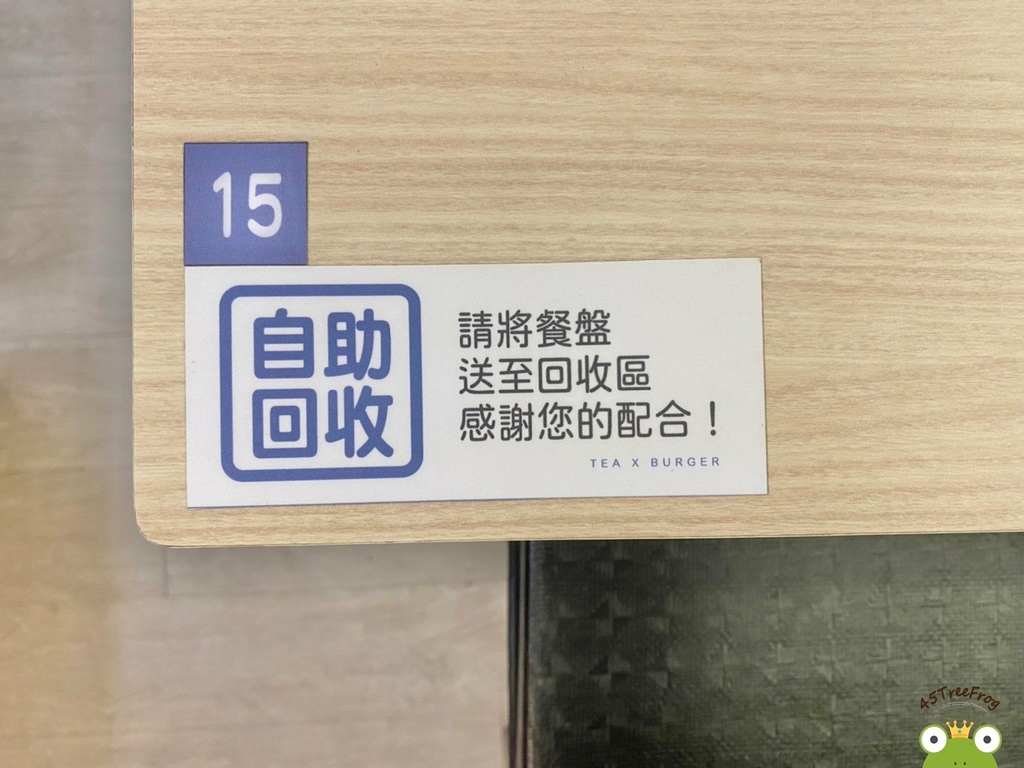 15
自助
回收
請將餐盤
送至回收區
感謝您的配合！
TEA X BURGER
45TreeFrog